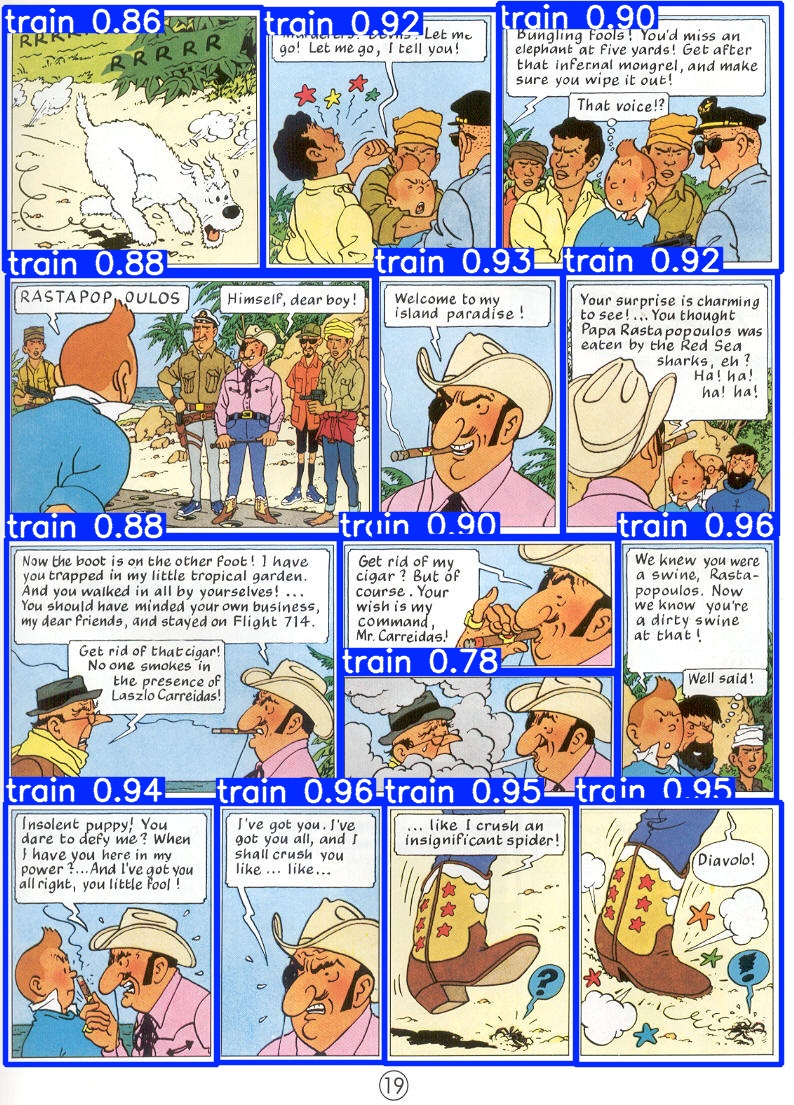 train 0.86
RRRRR
RRRRR
train 0.92
Let me
go! Let me go, I tell you!
train 0.90
Bungling fools! You'd miss an
elephant at five yards! Get after
that infernal mongrel, and make
sure you wipe it out!
That voice!?
train 0.88
RASTAPOPOULOS
Himself, dear boy!
train 0.93
Welcome to my
island paradise!
train 0.92
Your surprise is charming
to see!... You thought
Papa Rastapopoulos was
eaten by the Red Sea
sharks, eh?
Ha! ha!
ha! ha!
train 0.88
Now the boot is on the other foot! I have
you trapped in my little tropical garden.
And you walked in all by yourselves! ...
You should have minded your own business,
my dear friends, and stayed on Flight 714.
Get rid of that cigar!
No one smokes in
the presence of
Laszlo Carreidas!
train 0.90
Get rid of my
cigar? But of
course. Your
wish is my
command,
Mr. Carreidas!
train 0.78
train 0.96
We knew you were
a swine, Rasta-
popoulos. Now
we know you're
a dirty swine
at that!
Well said!
train 0.94
Insolent puppy! You
dare to defy me? When
I have you here in my
power?...And I've got you
all right, you little fool!
train 0.96
I've got you. I've
got you all, and I
shall crush you
like ... like...
train 0.95
... like I crush an
insignificant spider!
?
train 0.95
Diavolo!
!
19